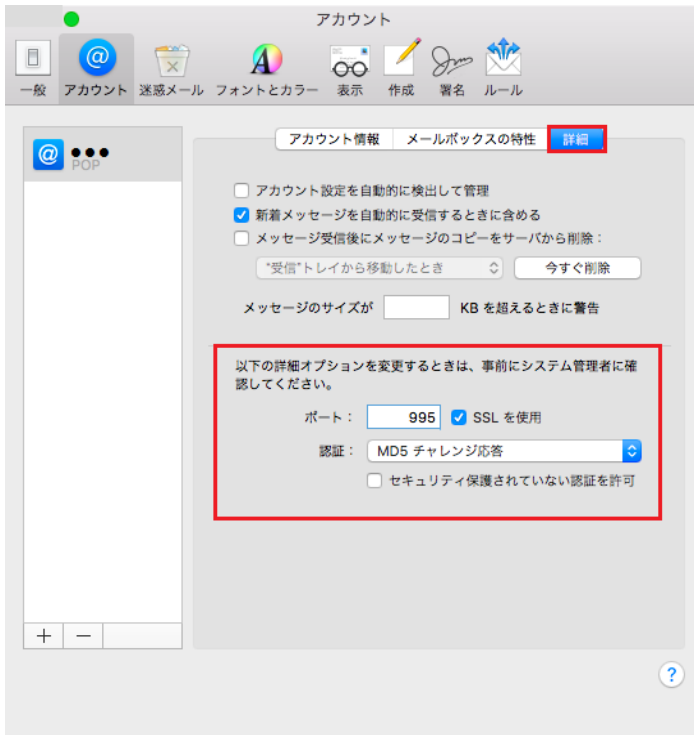 アカウント
一般 アカウント 迷惑メール フォントとカラー 表示 作成 署名 ルール
アカウント情報 メールボックスの特性 詳細
@ ●●●
POP
アカウント設定を自動的に検出して管理
新着メッセージを自動的に受信するときに含める
メッセージ受信後にメッセージのコピーをサーバから削除：
"受信"トレイから移動したとき 今すぐ削除
メッセージのサイズが KB を超えるときに警告
以下の詳細オプションを変更するときは、事前にシステム管理者に確
認してください。
ポート： 995 SSL を使用
認証： MD5 チャレンジ応答
セキュリティ保護されていない認証を許可
+ −
?